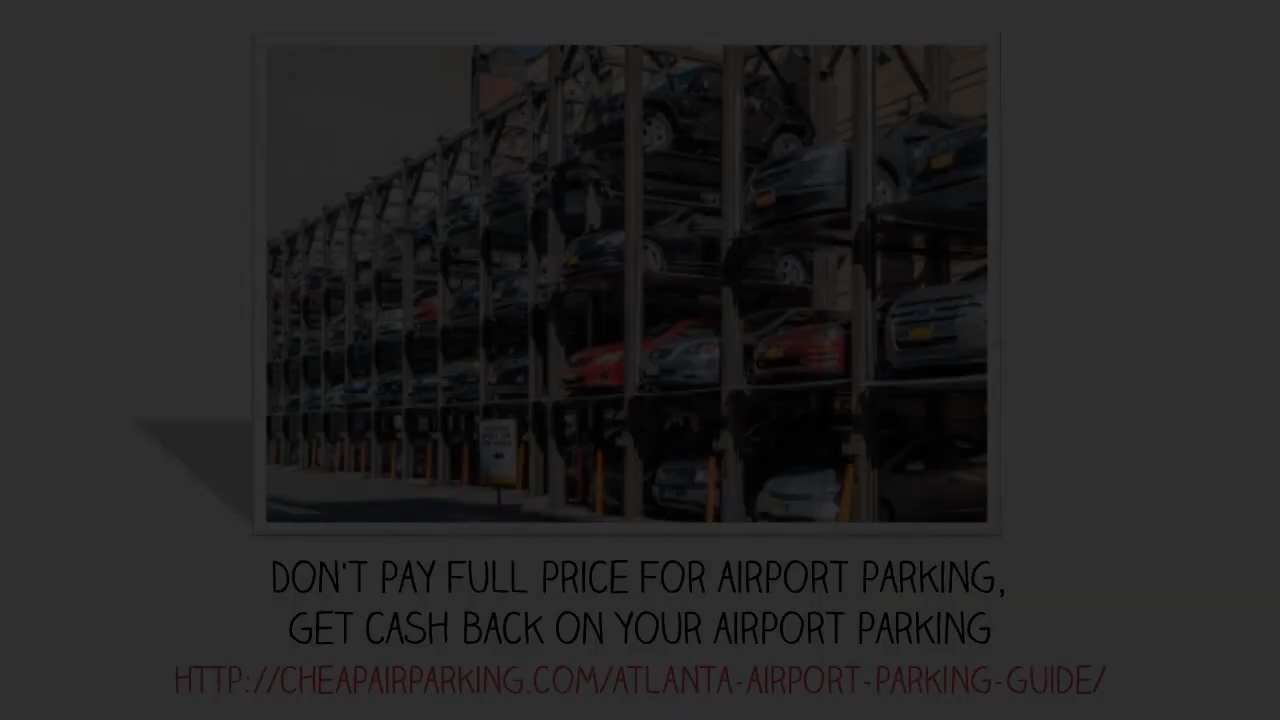 DON'T PAY FULL PRICE FOR AIRPORT PARKING,
GET CASH BACK ON YOUR AIRPORT PARKING
HTTP://CHEAPAIRPARKING.COM/ATLANTA-AIRPORT-PARKING-GUIDE/